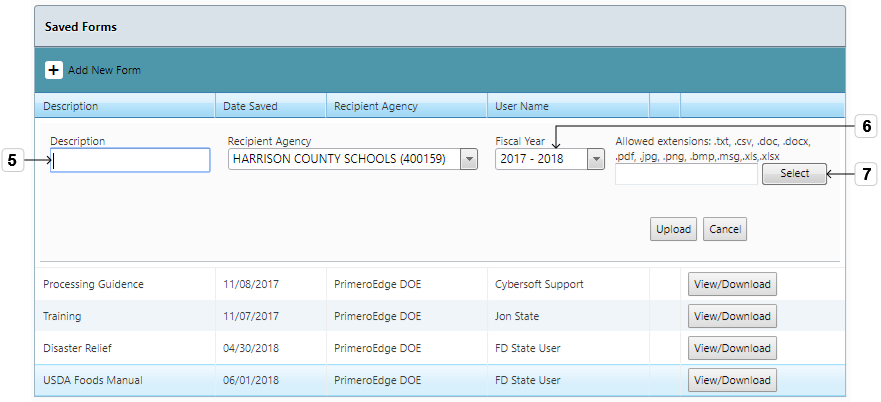 Saved Forms
Add New Form
Description Date Saved Recipient Agency User Name
Description Recipient Agency Fiscal Year Allowed extensions: .txt, .csv, .doc, .docx,
.pdf, .jpg, .png, .bmp,.msg,.xls,.xlsx
HARRISON COUNTY SCHOOLS (400159) 2017 - 2018 Select
5
6
7
Upload Cancel
Processing Guidance 11/08/2017 PrimeroEdge DOE Cybersoft Support View/Download
Training 11/07/2017 PrimeroEdge DOE Jon State View/Download
Disaster Relief 04/30/2018 PrimeroEdge DOE FD State User View/Download
USDA Foods Manual 06/01/2018 PrimeroEdge DOE FD State User View/Download